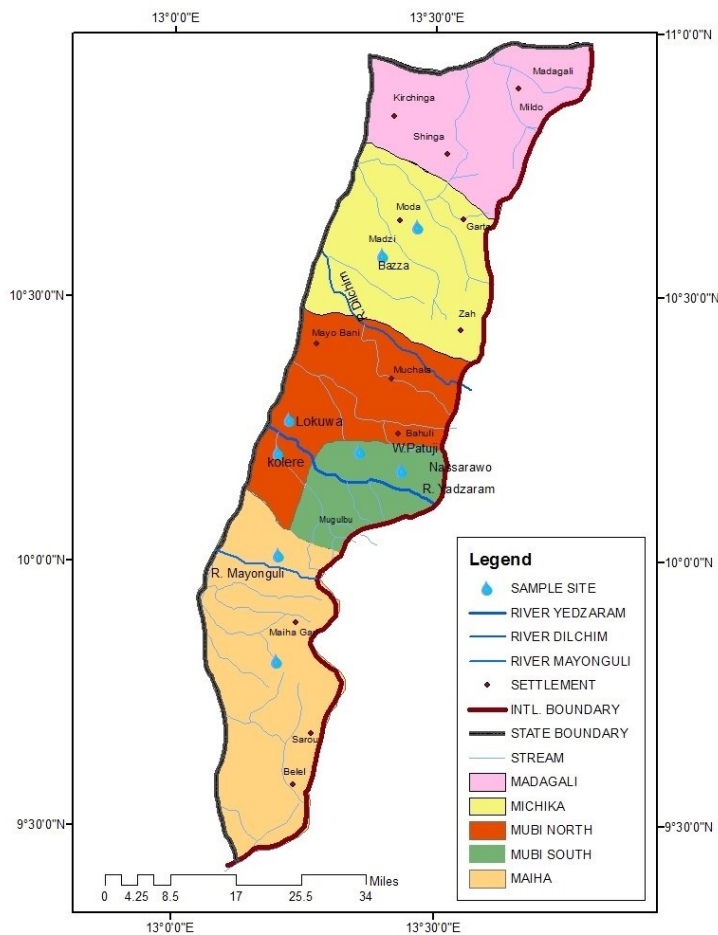 13°0'0"E
13°30'0"E
11°0'0"N
Madagali
Kirchinga
Mildo
Shinga
Moda
Garta
Madzi
Bazza
10°30'0"N
10°30'0"N
R.Dilchim
Zah
Mayo Bani
Muchala
Lokuwa
Bahuli
W.Patuji
kolere
Nassarawo
R. Yadzaram
Mugulbu
10°0'0"N
10°0'0"N
R. Mayonguli
Maiha Gar
Sarou
Belel
9°30'0"N
9°30'0"N
Legend
SAMPLE SITE
RIVER YEDZARAM
RIVER DILCHIM
RIVER MAYONGULI
SETTLEMENT
INTL. BOUNDARY
STATE BOUNDARY
STREAM
MADAGALI
MICHIKA
MUBI NORTH
MUBI SOUTH
MAIHA
Miles
0 4.25 8.5 17 25.5 34
13°0'0"E
13°30'0"E